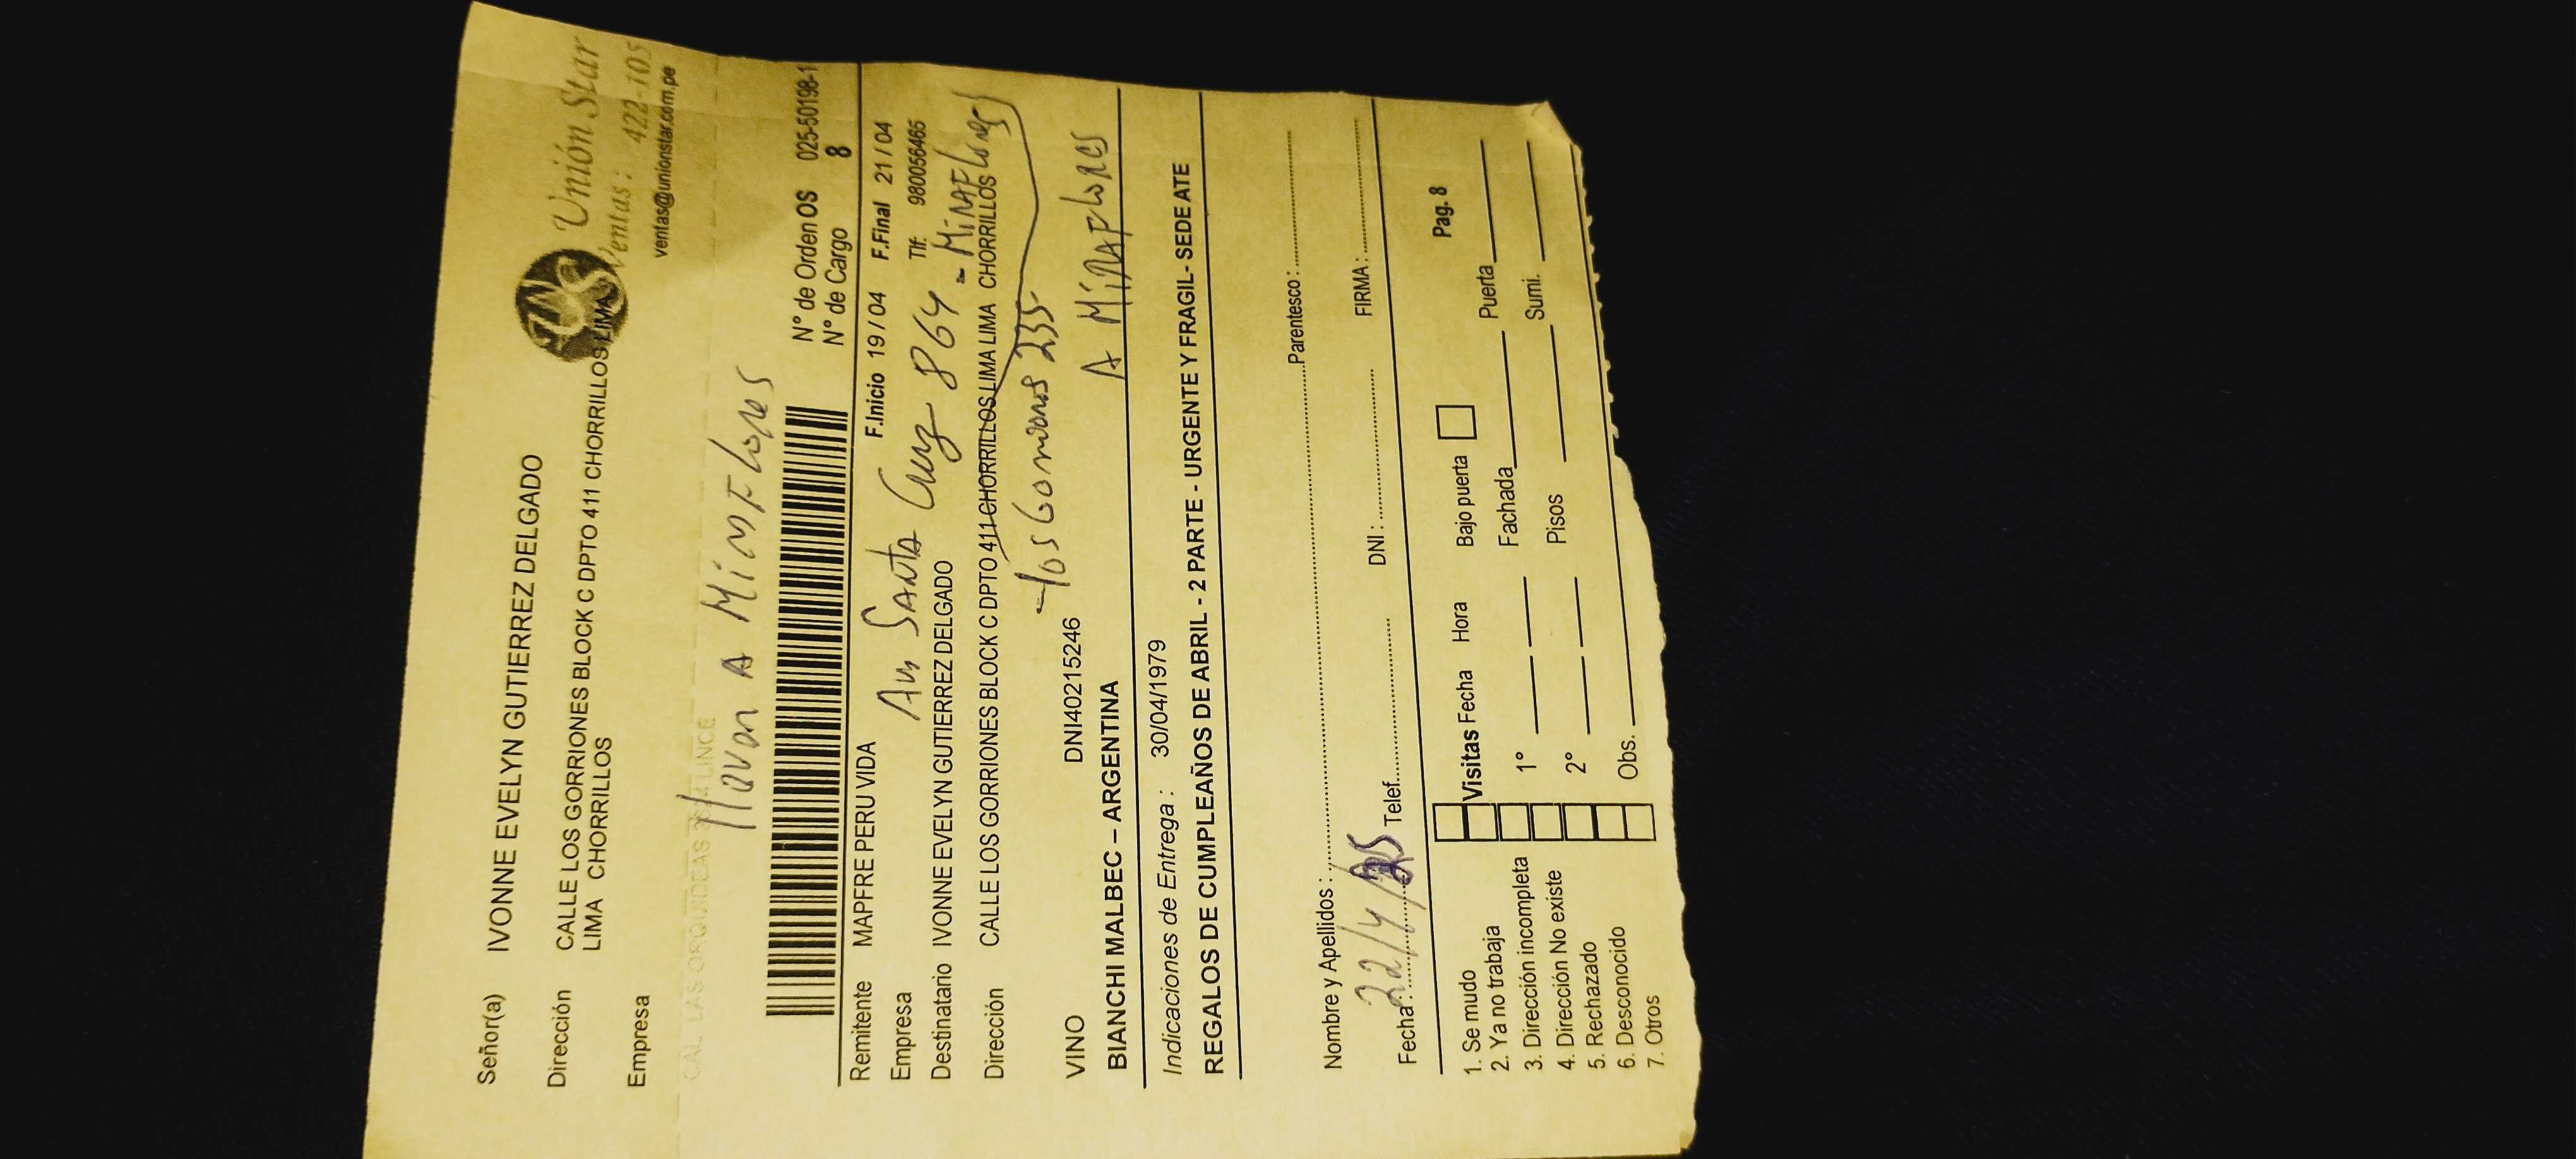 Señor(a) IVONNE EVELYN GUTIERREZ DELGADO
Unión Star
Ventas: 422-105
ventas@unionstar.com.pe
Dirección CALLE LOS GORRIONES BLOCK C DPTO 411 CHORRILLOS LIMA
LIMA CHORRILLOS
Empresa
CAL. LAS ORQUIDEAS LINCE
llevar A MiraFlores
N° de Orden OS 025-50198-1
N° de Cargo 8
Remitente MAPFRE PERU VIDA F.Inicio 19 / 04 F.Final 21 / 04
Empresa Tlf: 980056465
Av Santa Cruz 864 - MiraFlores
Destinatario IVONNE EVELYN GUTIERREZ DELGADO
Dirección CALLE LOS GORRIONES BLOCK C DPTO 411 CHORRILLOS LIMA LIMA CHORRILLOS
235
VINO DNI40215246
A MiraFlores
BIANCHI MALBEC – ARGENTINA
Indicaciones de Entrega : 30/04/1979
REGALOS DE CUMPLEAÑOS DE ABRIL - 2 PARTE - URGENTE Y FRAGIL- SEDE ATE
Nombre y Apellidos : Parentesco :
Fecha: 22/4/25 Telef. DNI : FIRMA :
1. Se mudo
2. Ya no trabaja
3. Dirección incompleta
4. Dirección No existe
5. Rechazado
6. Desconocido
7. Otros
Visitas Fecha Hora Bajo puerta Pag. 8
1° Fachada Puerta
2° Pisos Sumi.
Obs.